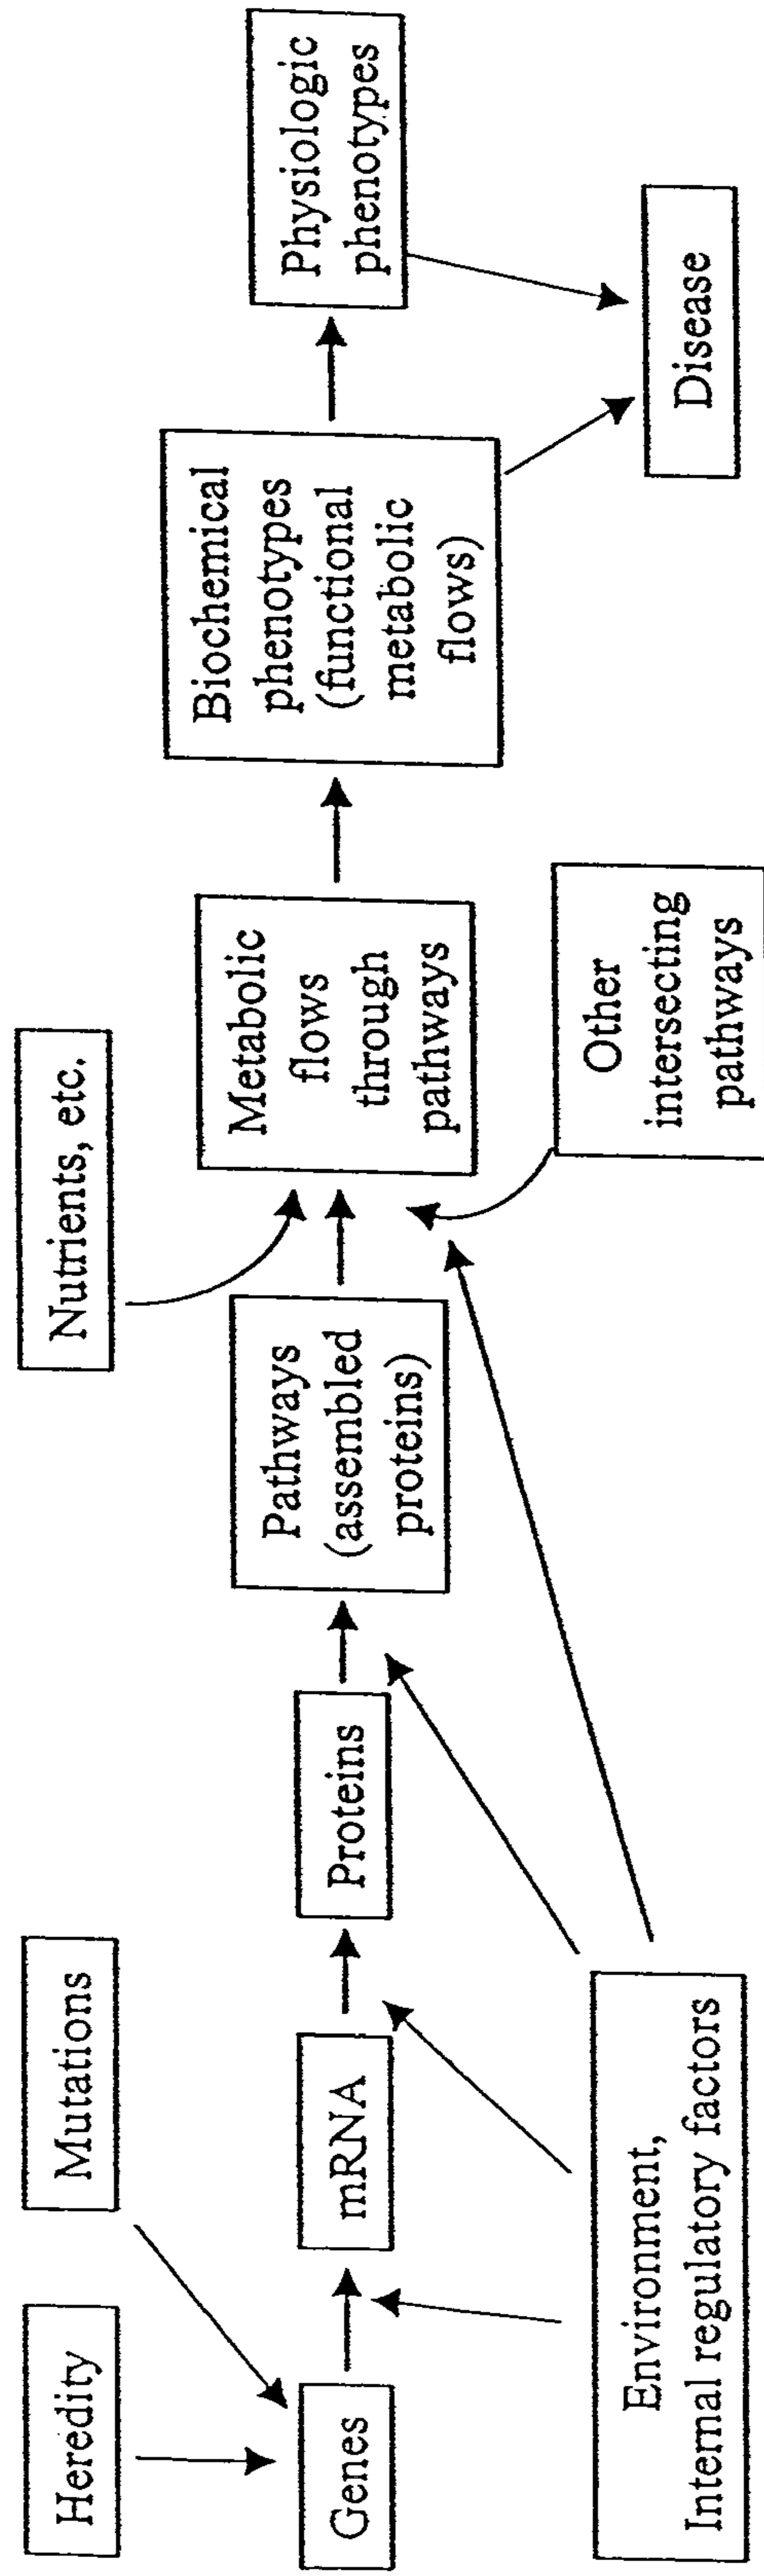 Heredity
Mutations
Nutrients, etc.
Genes
mRNA
Proteins
Pathways
(assembled
proteins)
Metabolic
flows
through
pathways
Biochemical
phenotypes
(functional
metabolic
flows)
Physiologic
phenotypes
Environment,
Internal regulatory factors
Other
intersecting
pathways
Disease